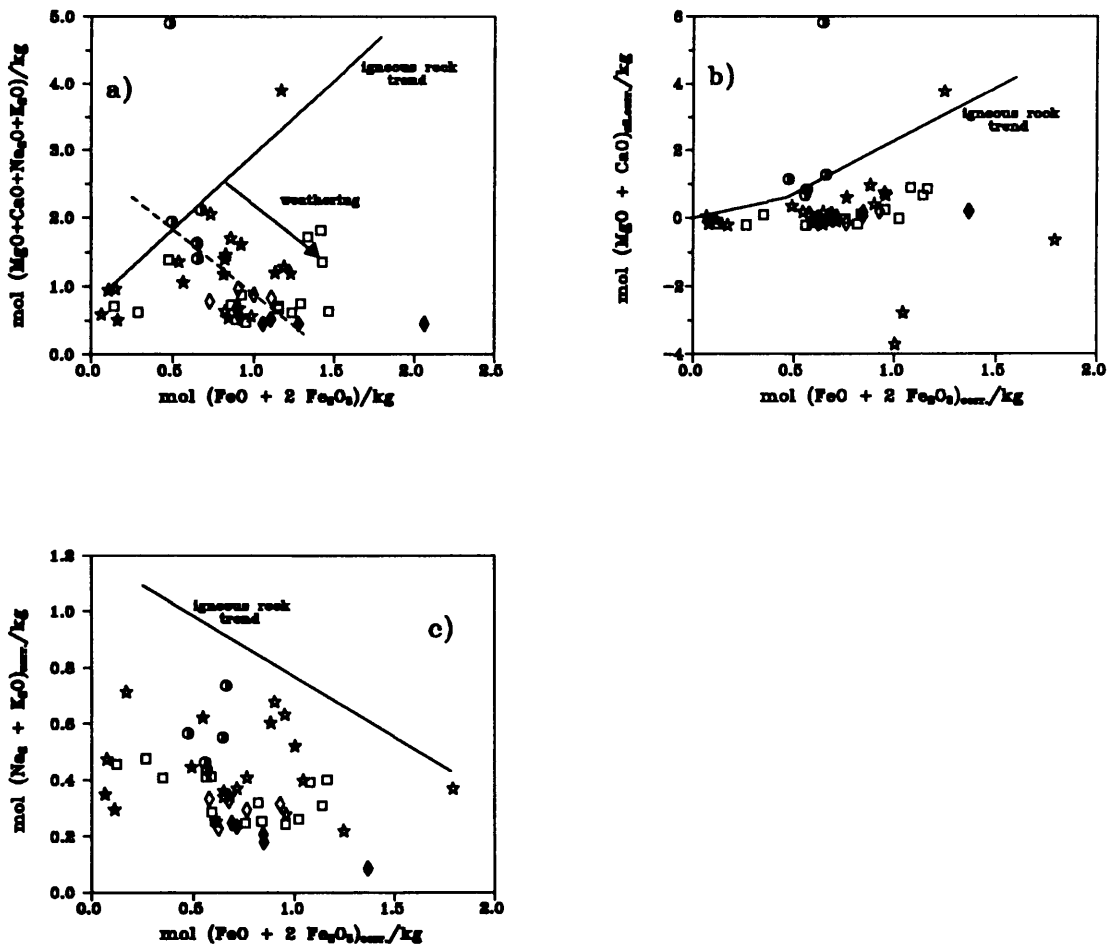 5.0
4.0
3.0
2.0
1.0
0.0
mol (MgO+CaO+Na₂O+K₂O)/kg
a)
igneous rock
trend
weathering
0.0 0.5 1.0 1.5 2.0 2.5
mol (FeO + 2 Fe₂O₃)/kg
6
4
2
0
-2
-4
mol (MgO + CaO) /kg
b)
igneous rock
trend
0.0 0.5 1.0 1.5 2.0
mol (FeO + 2 Fe₂O₃)corr./kg
1.2
1.0
0.8
0.6
0.4
0.2
0.0
mol (Na₂ + K₂O)corr./kg
c)
igneous rock
trend
0.0 0.5 1.0 1.5 2.0
mol (FeO + 2 Fe₂O₃)corr./kg